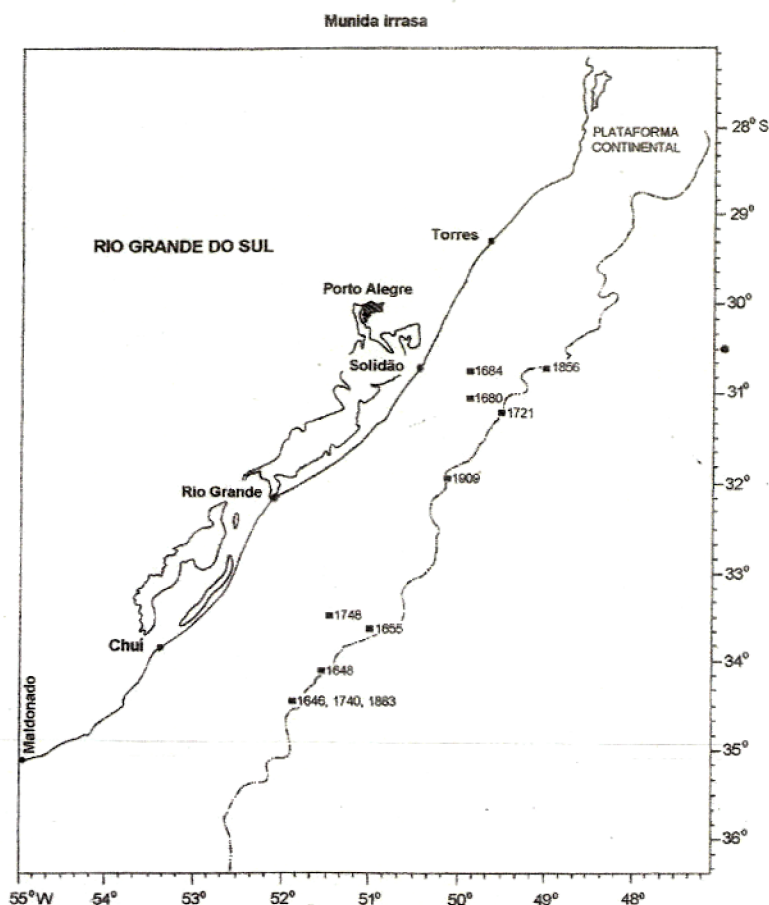 Munida irrasa
28° S
PLATAFORMA
CONTINENTAL
29°
Torres
RIO GRANDE DO SUL
Porto Alegre
30°
Solidão
1684
1856
31°
1680
1721
1909
32°
Rio Grande
33°
1748
1655
Chuí
34°
1648
1646, 1740, 1883
Maldonado
35°
36°
55°W
54°
53°
52°
51°
50°
49°
48°